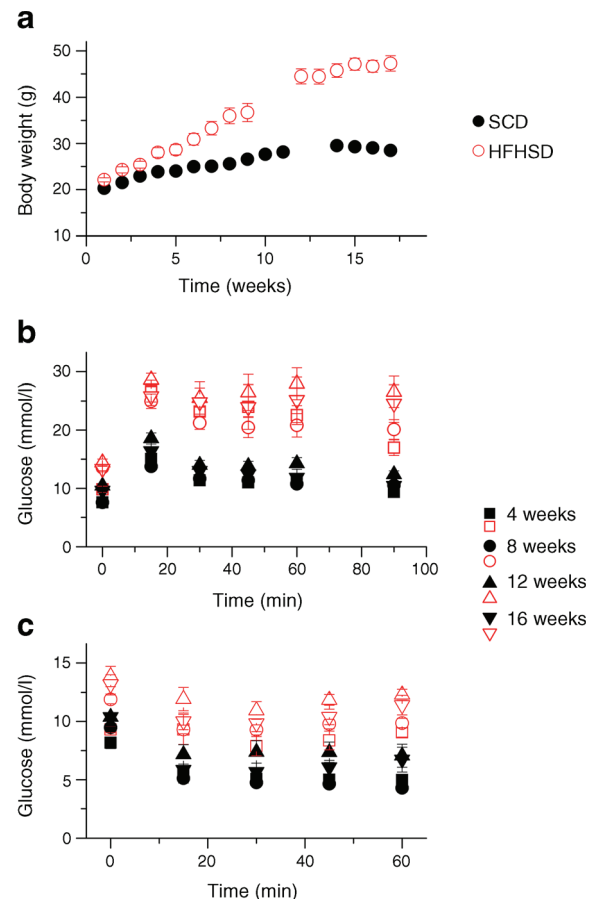 a
50
40
30
20
10
Body weight (g)
0
5
10
15
Time (weeks)
SCD
HFHSD
b
30
20
10
0
Glucose (mmol/l)
0
20
40
60
80
100
Time (min)
4 weeks
8 weeks
12 weeks
16 weeks
c
15
10
5
0
Glucose (mmol/l)
0
20
40
60
Time (min)